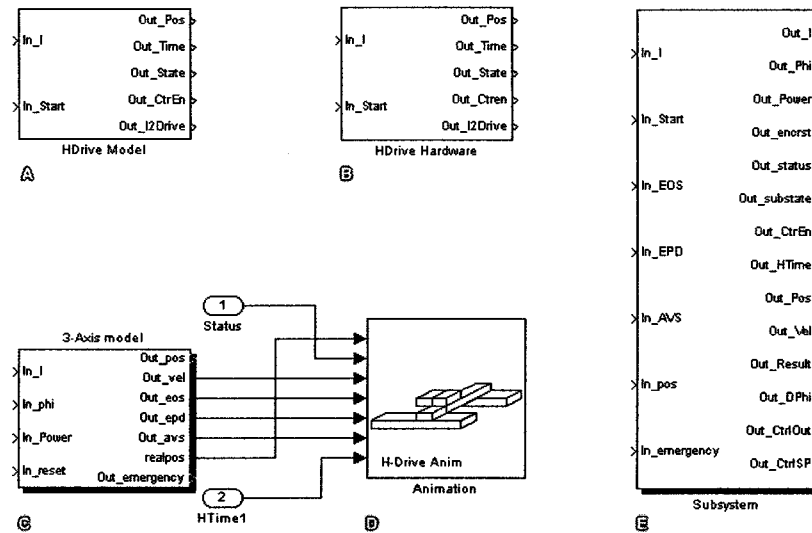 Out_Pos
In_I
Out_Time
Out_State
In_Start
Out_CtrEn
Out_I2Drive
HDrive Model
A
Out_Pos
In_I
Out_Time
Out_State
In_Start
Out_Ctren
Out_I2Drive
HDrive Hardware
B
3-Axis model
Out_pos
In_I
Out_vel
In_phi
Out_eos
Out_epd
In_Power
Out_avs
realpos
In_reset
Out_emergency
C
1
Status
2
HTime1
H-Drive Anim
Animation
D
Out_I
In_I
Out_Phi
Out_Power
In_Start
Out_enorst
Out_status
In_EOS
Out_substate
Out_CtrEn
In_EPD
Out_HTime
Out_Pos
In_AVS
Out_Vel
Out_Result
In_pos
Out_DPhi
Out_CtrlOut
In_emergency
Out_CtrlSP
Subsystem
E